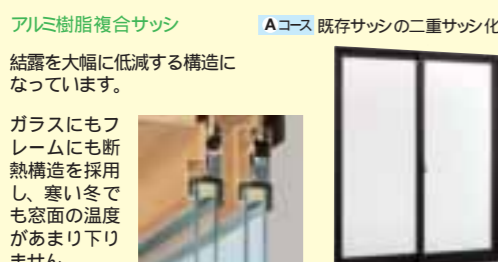 アルミ樹脂複合サッシ
Aコース 既存サッシの二重サッシ化
結露を大幅に低減する構造に
なっています。
ガラスにもフ
レームにも断
熱構造を採用
し、寒い冬で
も窓面の温度
があまり下り
ません